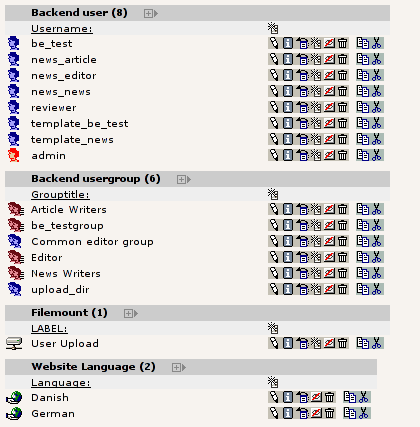 Backend user (8)
Username:
be_test
news_article
news_editor
news_news
reviewer
template_be_test
template_news
admin
Backend usergroup (6)
Grouptitle:
Article Writers
be_testgroup
Common editor group
Editor
News Writers
upload_dir
Filemount (1)
LABEL:
User Upload
Website Language (2)
Language:
Danish
German